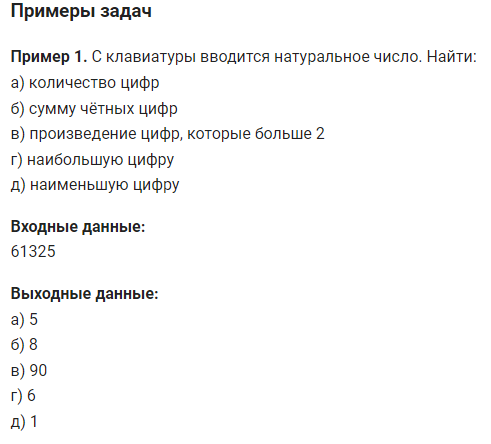 Примеры задач
Пример 1. С клавиатуры вводится натуральное число. Найти:
а) количество цифр
б) сумму чётных цифр
в) произведение цифр, которые больше 2
г) наибольшую цифру
д) наименьшую цифру
Входные данные:
61325
Выходные данные:
а) 5
б) 8
в) 90
г) 6
д) 1